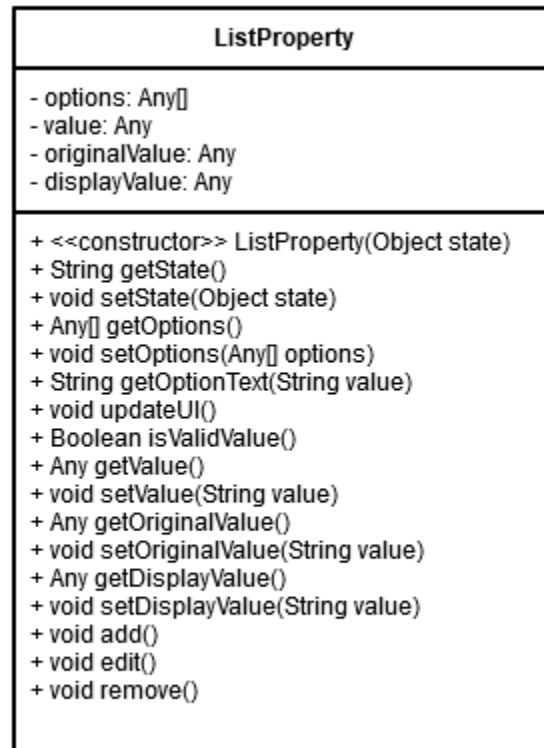 ListProperty
- options: Any[]
- value: Any
- originalValue: Any
- displayValue: Any
+ <<constructor>> ListProperty(Object state)
+ String getState()
+ void setState(Object state)
+ Any[] getOptions()
+ void setOptions(Any[] options)
+ String getOptionText(String value)
+ void updateUI()
+ Boolean isValidValue()
+ Any getValue()
+ void setValue(String value)
+ Any getOriginalValue()
+ void setOriginalValue(String value)
+ Any getDisplayValue()
+ void setDisplayValue(String value)
+ void add()
+ void edit()
+ void remove()